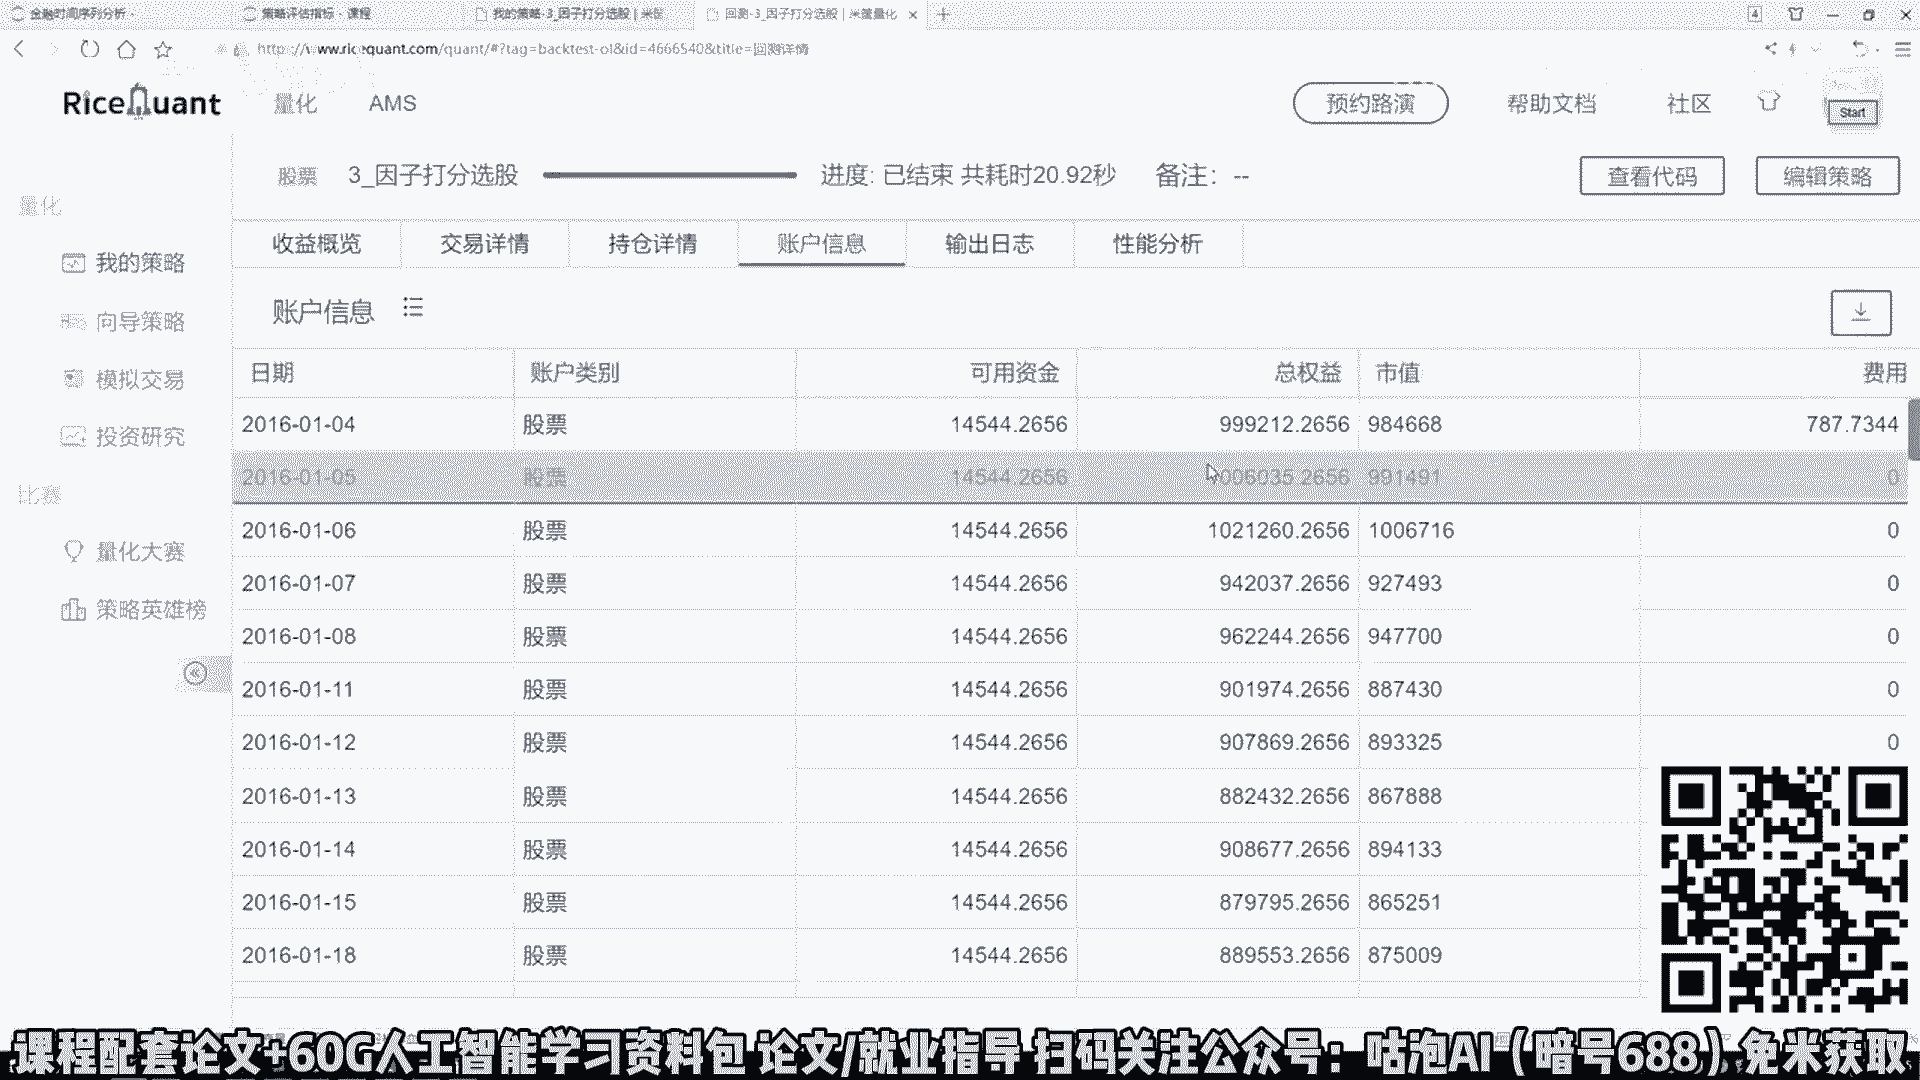 金融时间序列分析 -
策略评估指标 - 课程
我的策略-3_因子打分选股 | 米筐
回测-3_因子打分选股 | 米筐量化
4
http://www.ricequant.com/quant/#?tag=backtest-ol&id=4666540&title=回测详情
RiceQuant
量化
AMS
预约路演
帮助文档
社区
Start
股票
3_因子打分选股
进度: 已结束 共耗时20.92秒
备注: --
查看代码
编辑策略
量化
我的策略
向导策略
模拟交易
投资研究
比赛
量化大赛
策略英雄榜
收益概览 交易详情 持仓详情 账户信息 输出日志 性能分析
账户信息
日期 账户类别 可用资金 总权益 市值 费用
2016-01-04 股票 14544.2656 999212.2656 984668 787.7344
2016-01-05 股票 14544.2656 1006035.2656 991491 0
2016-01-06 股票 14544.2656 1021260.2656 1006716 0
2016-01-07 股票 14544.2656 942037.2656 927493 0
2016-01-08 股票 14544.2656 962244.2656 947700 0
2016-01-11 股票 14544.2656 901974.2656 887430 0
2016-01-12 股票 14544.2656 907869.2656 893325 0
2016-01-13 股票 14544.2656 882432.2656 867888
2016-01-14 股票 14544.2656 908677.2656 894133
2016-01-15 股票 14544.2656 879795.2656 865251
2016-01-18 股票 14544.2656 889553.2656 875009
课程配套论文+60G人工智能学习资料包 论文/就业指导 扫码关注公众号：咕泡AI（暗号688）免米获取